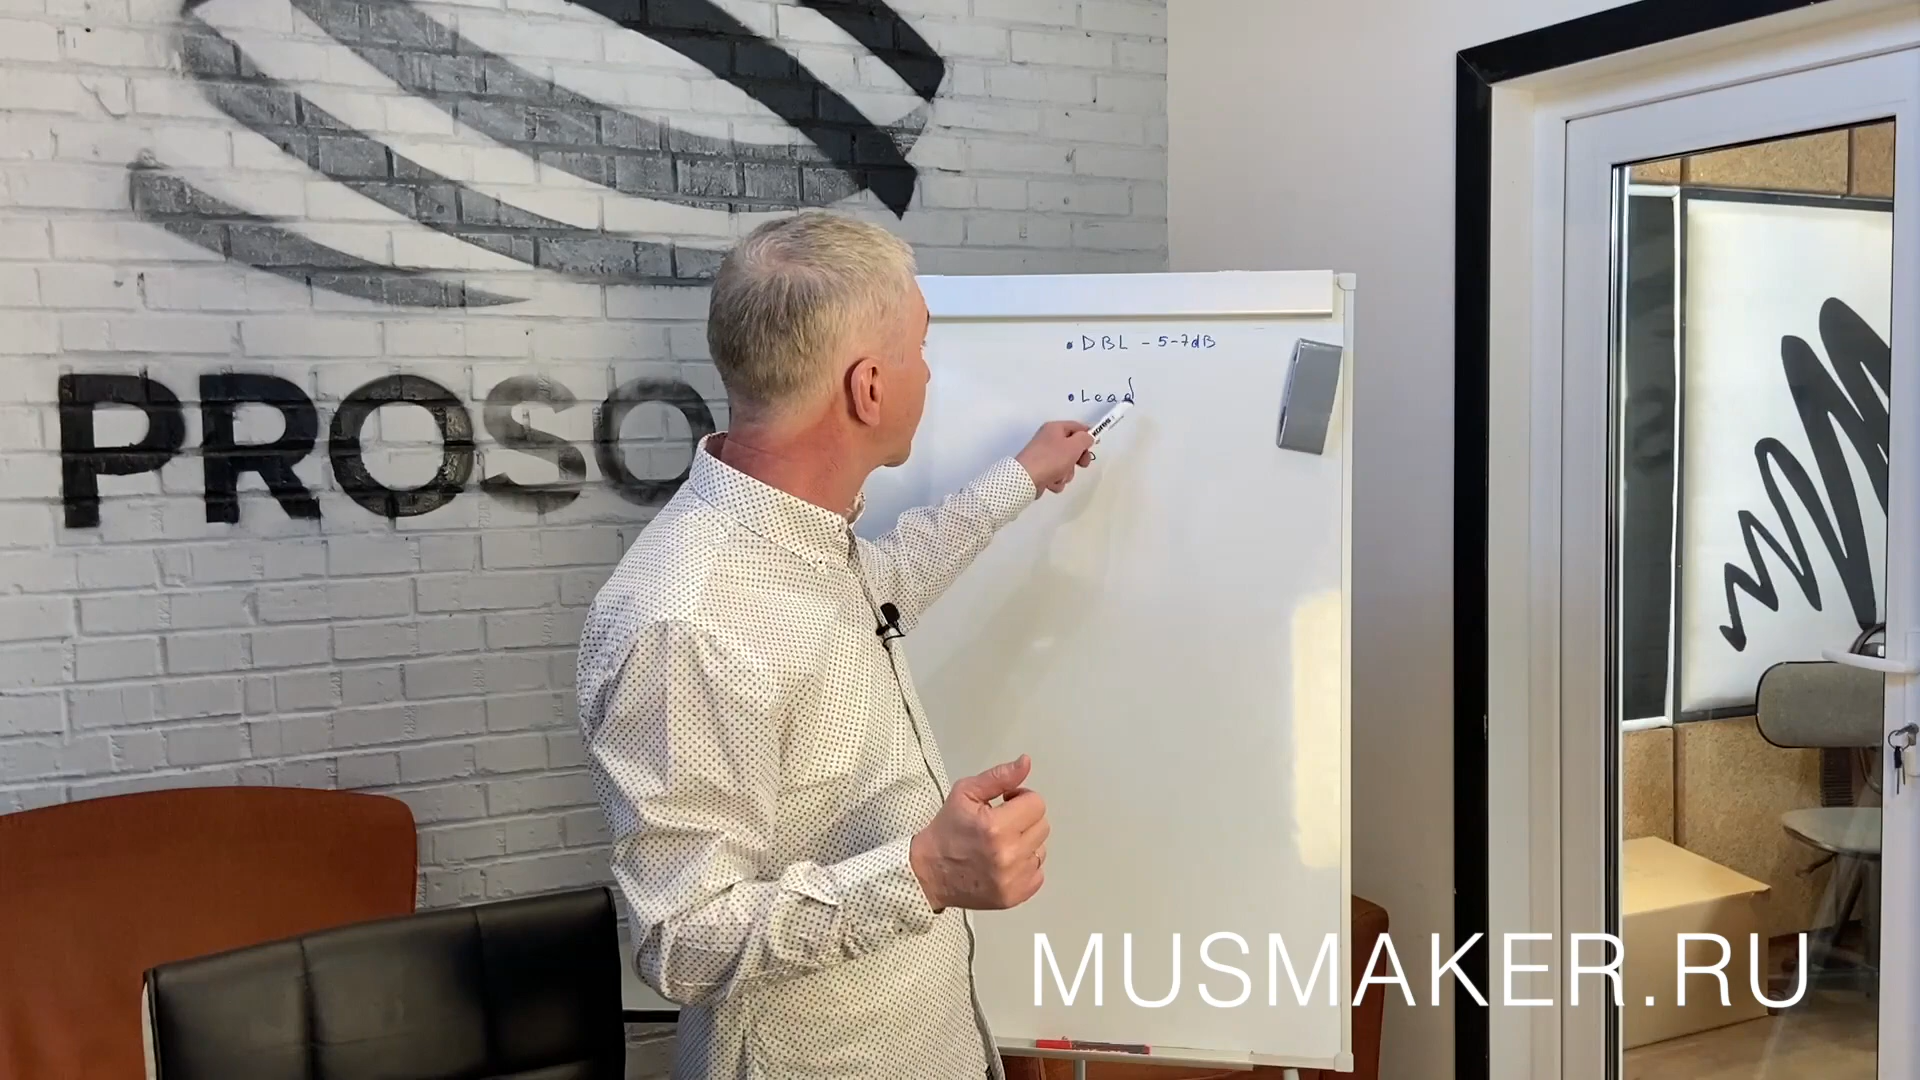 PROSO
• DBL - 5-7dB
• Lead
MUSMAKER.RU